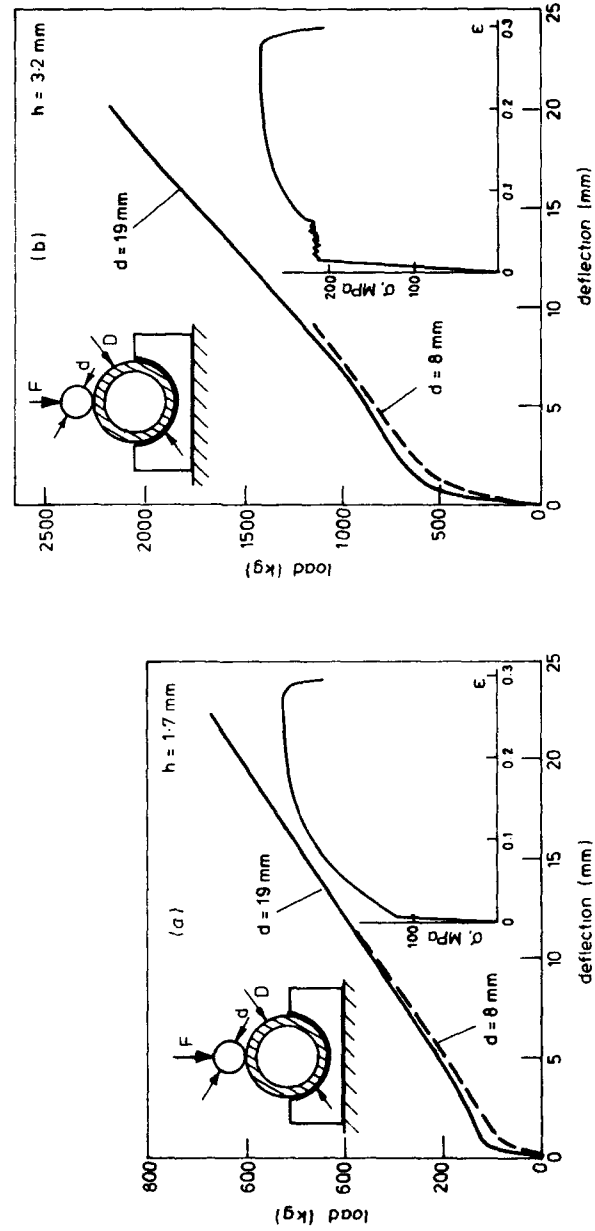 (a)
h = 1·7 mm
F
d
D
d = 19 mm
d = 8 mm
load (kg)
800
600
400
200
0
0
5
10
15
20
25
deflection (mm)
σ, MPa
100
0
0.1
0.2
0.3
ε
(b)
h = 3·2 mm
F
d
D
d = 19 mm
d = 8 mm
load (kg)
2500
2000
1500
1000
500
0
0
5
10
15
20
25
deflection (mm)
σ, MPa
200
100
0
0.1
0.2
0.3
ε